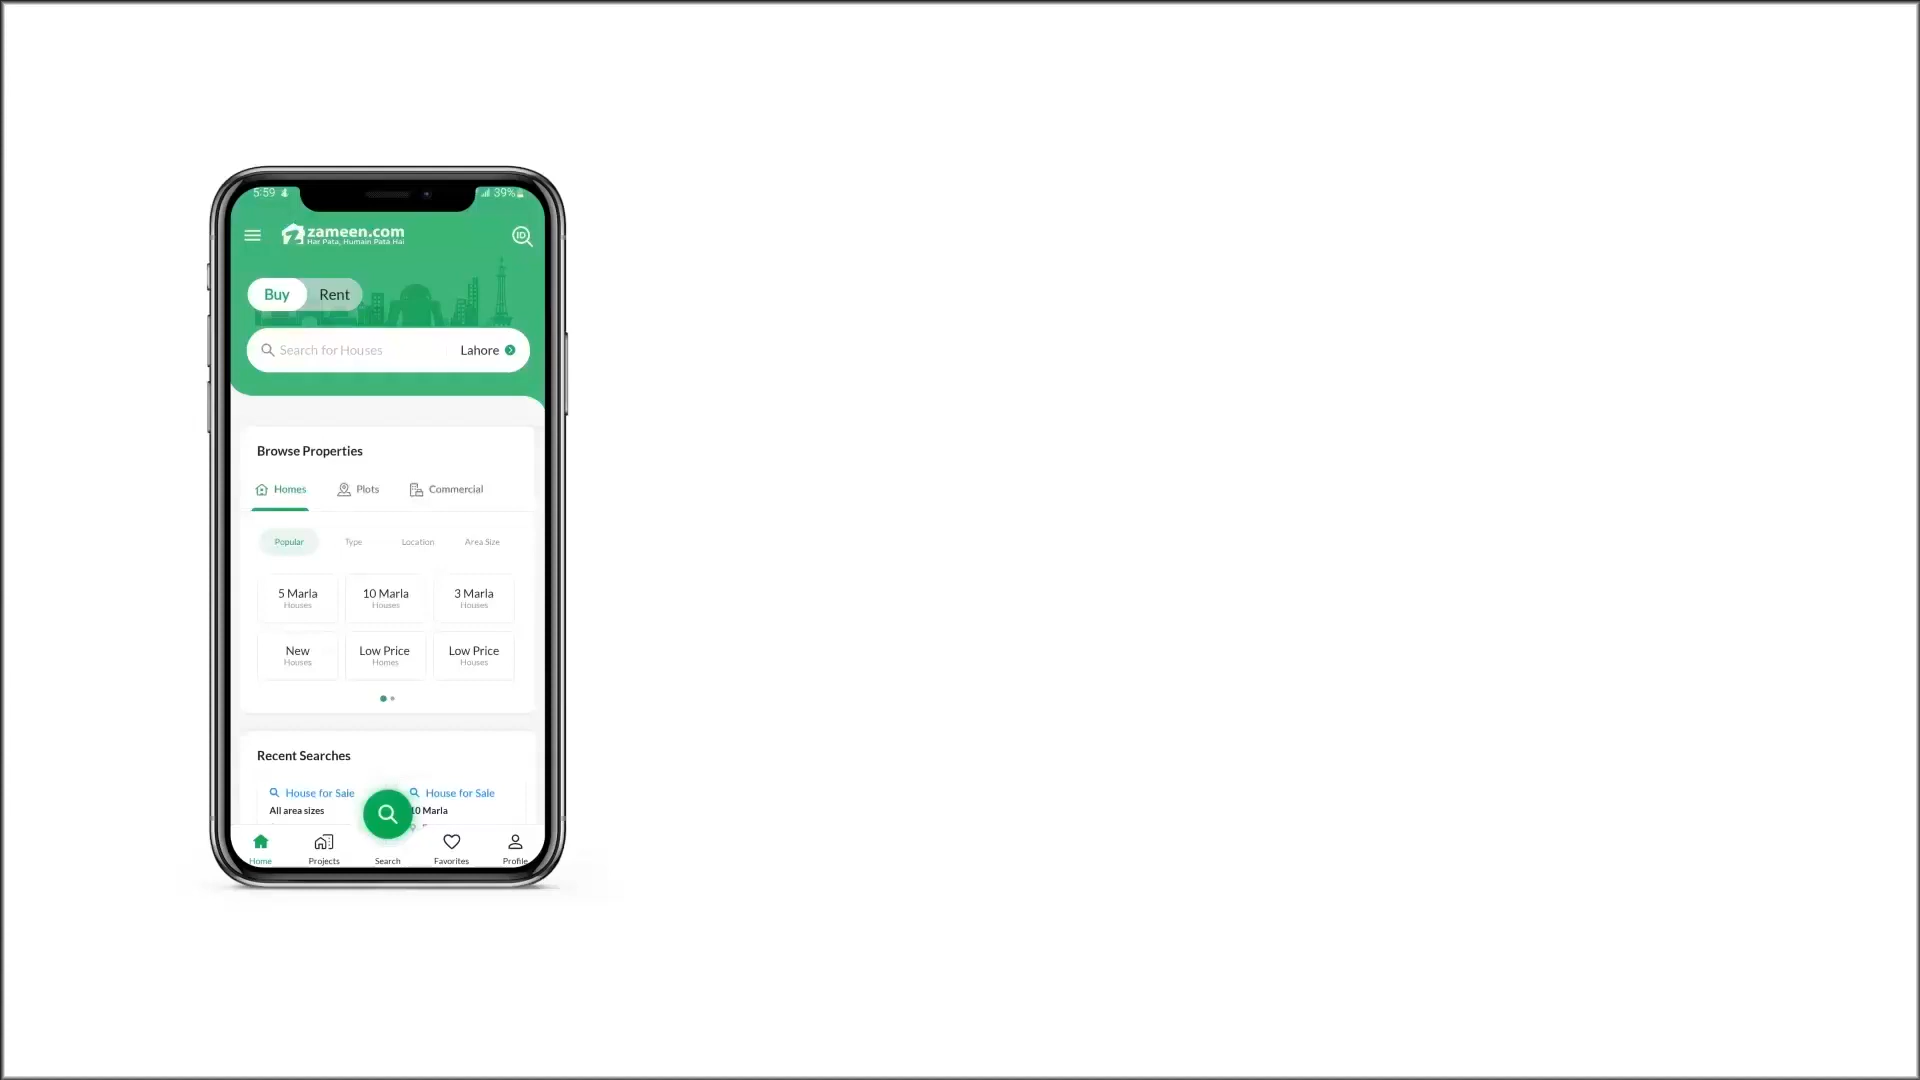 5:59 39%
zameen.com
Har Pata, Humain Pata Hai
ID
Buy Rent
Search for Houses Lahore
Browse Properties
Homes Plots Commercial
Popular Type Location Area Size
5 Marla 10 Marla 3 Marla
Houses Houses Houses
New Low Price Low Price
Houses Homes Houses
Recent Searches
House for Sale House for Sale
All area sizes 10 Marla
Home Projects Search Favorites Profile